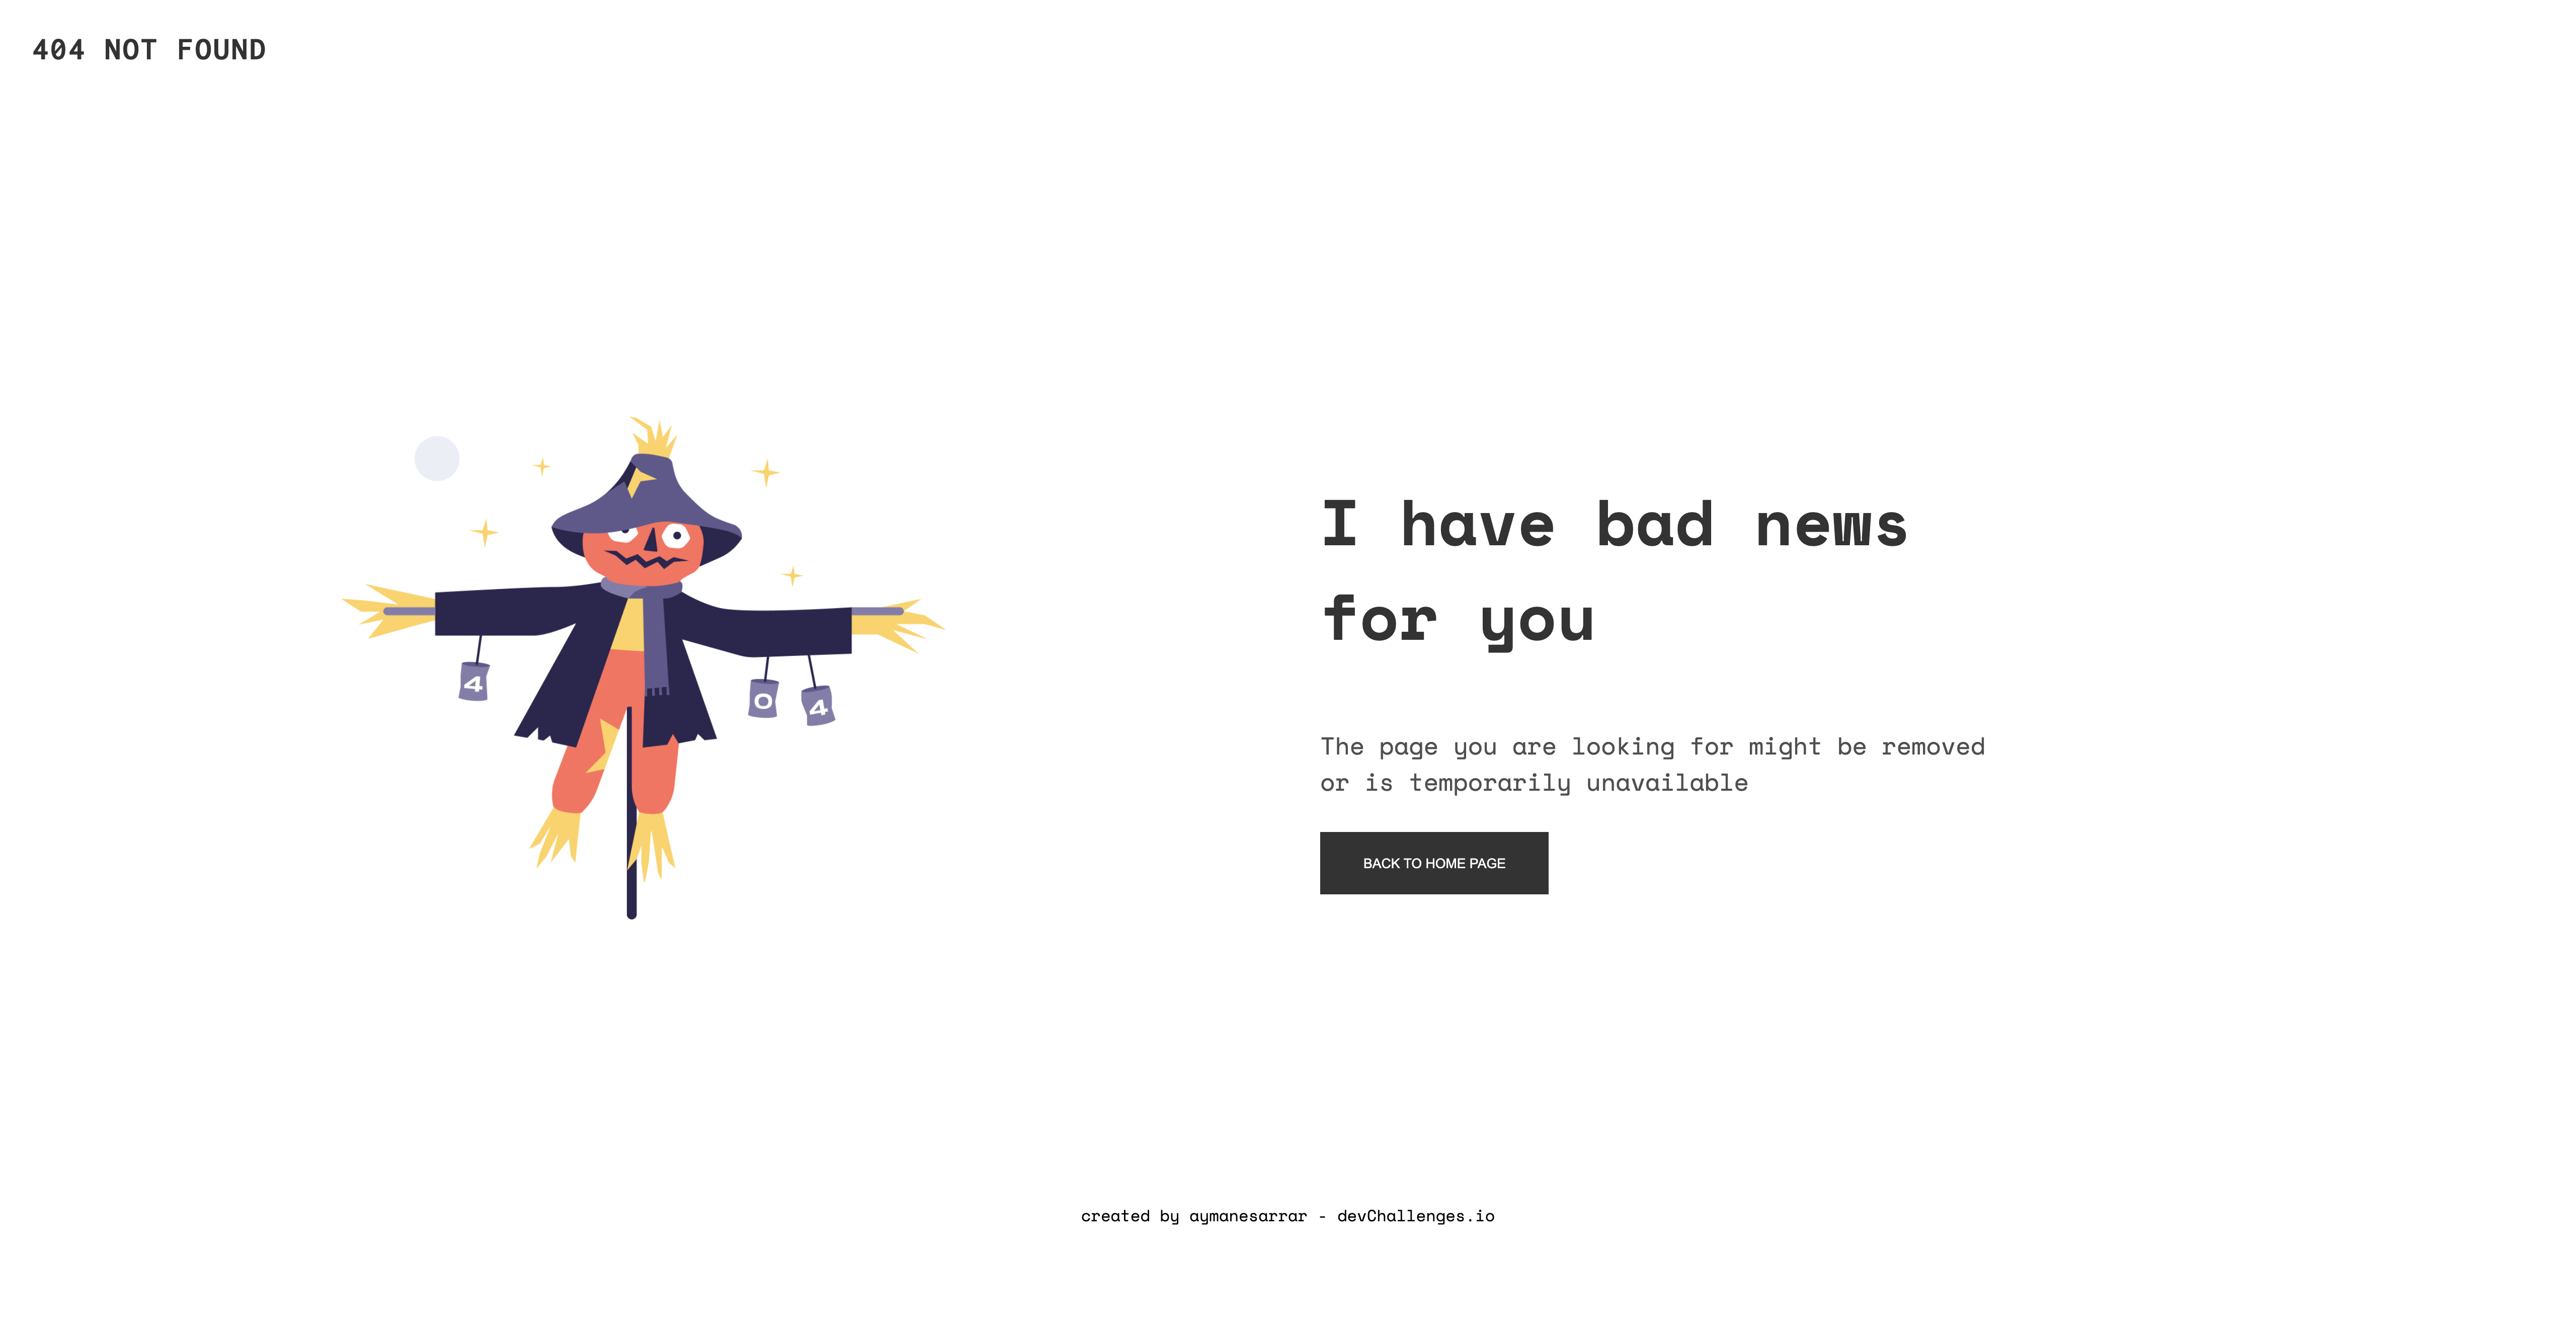 404 NOT FOUND
4
0
4
I have bad news
for you
The page you are looking for might be removed
or is temporarily unavailable
BACK TO HOME PAGE
created by aymanesarrar - devChallenges.io